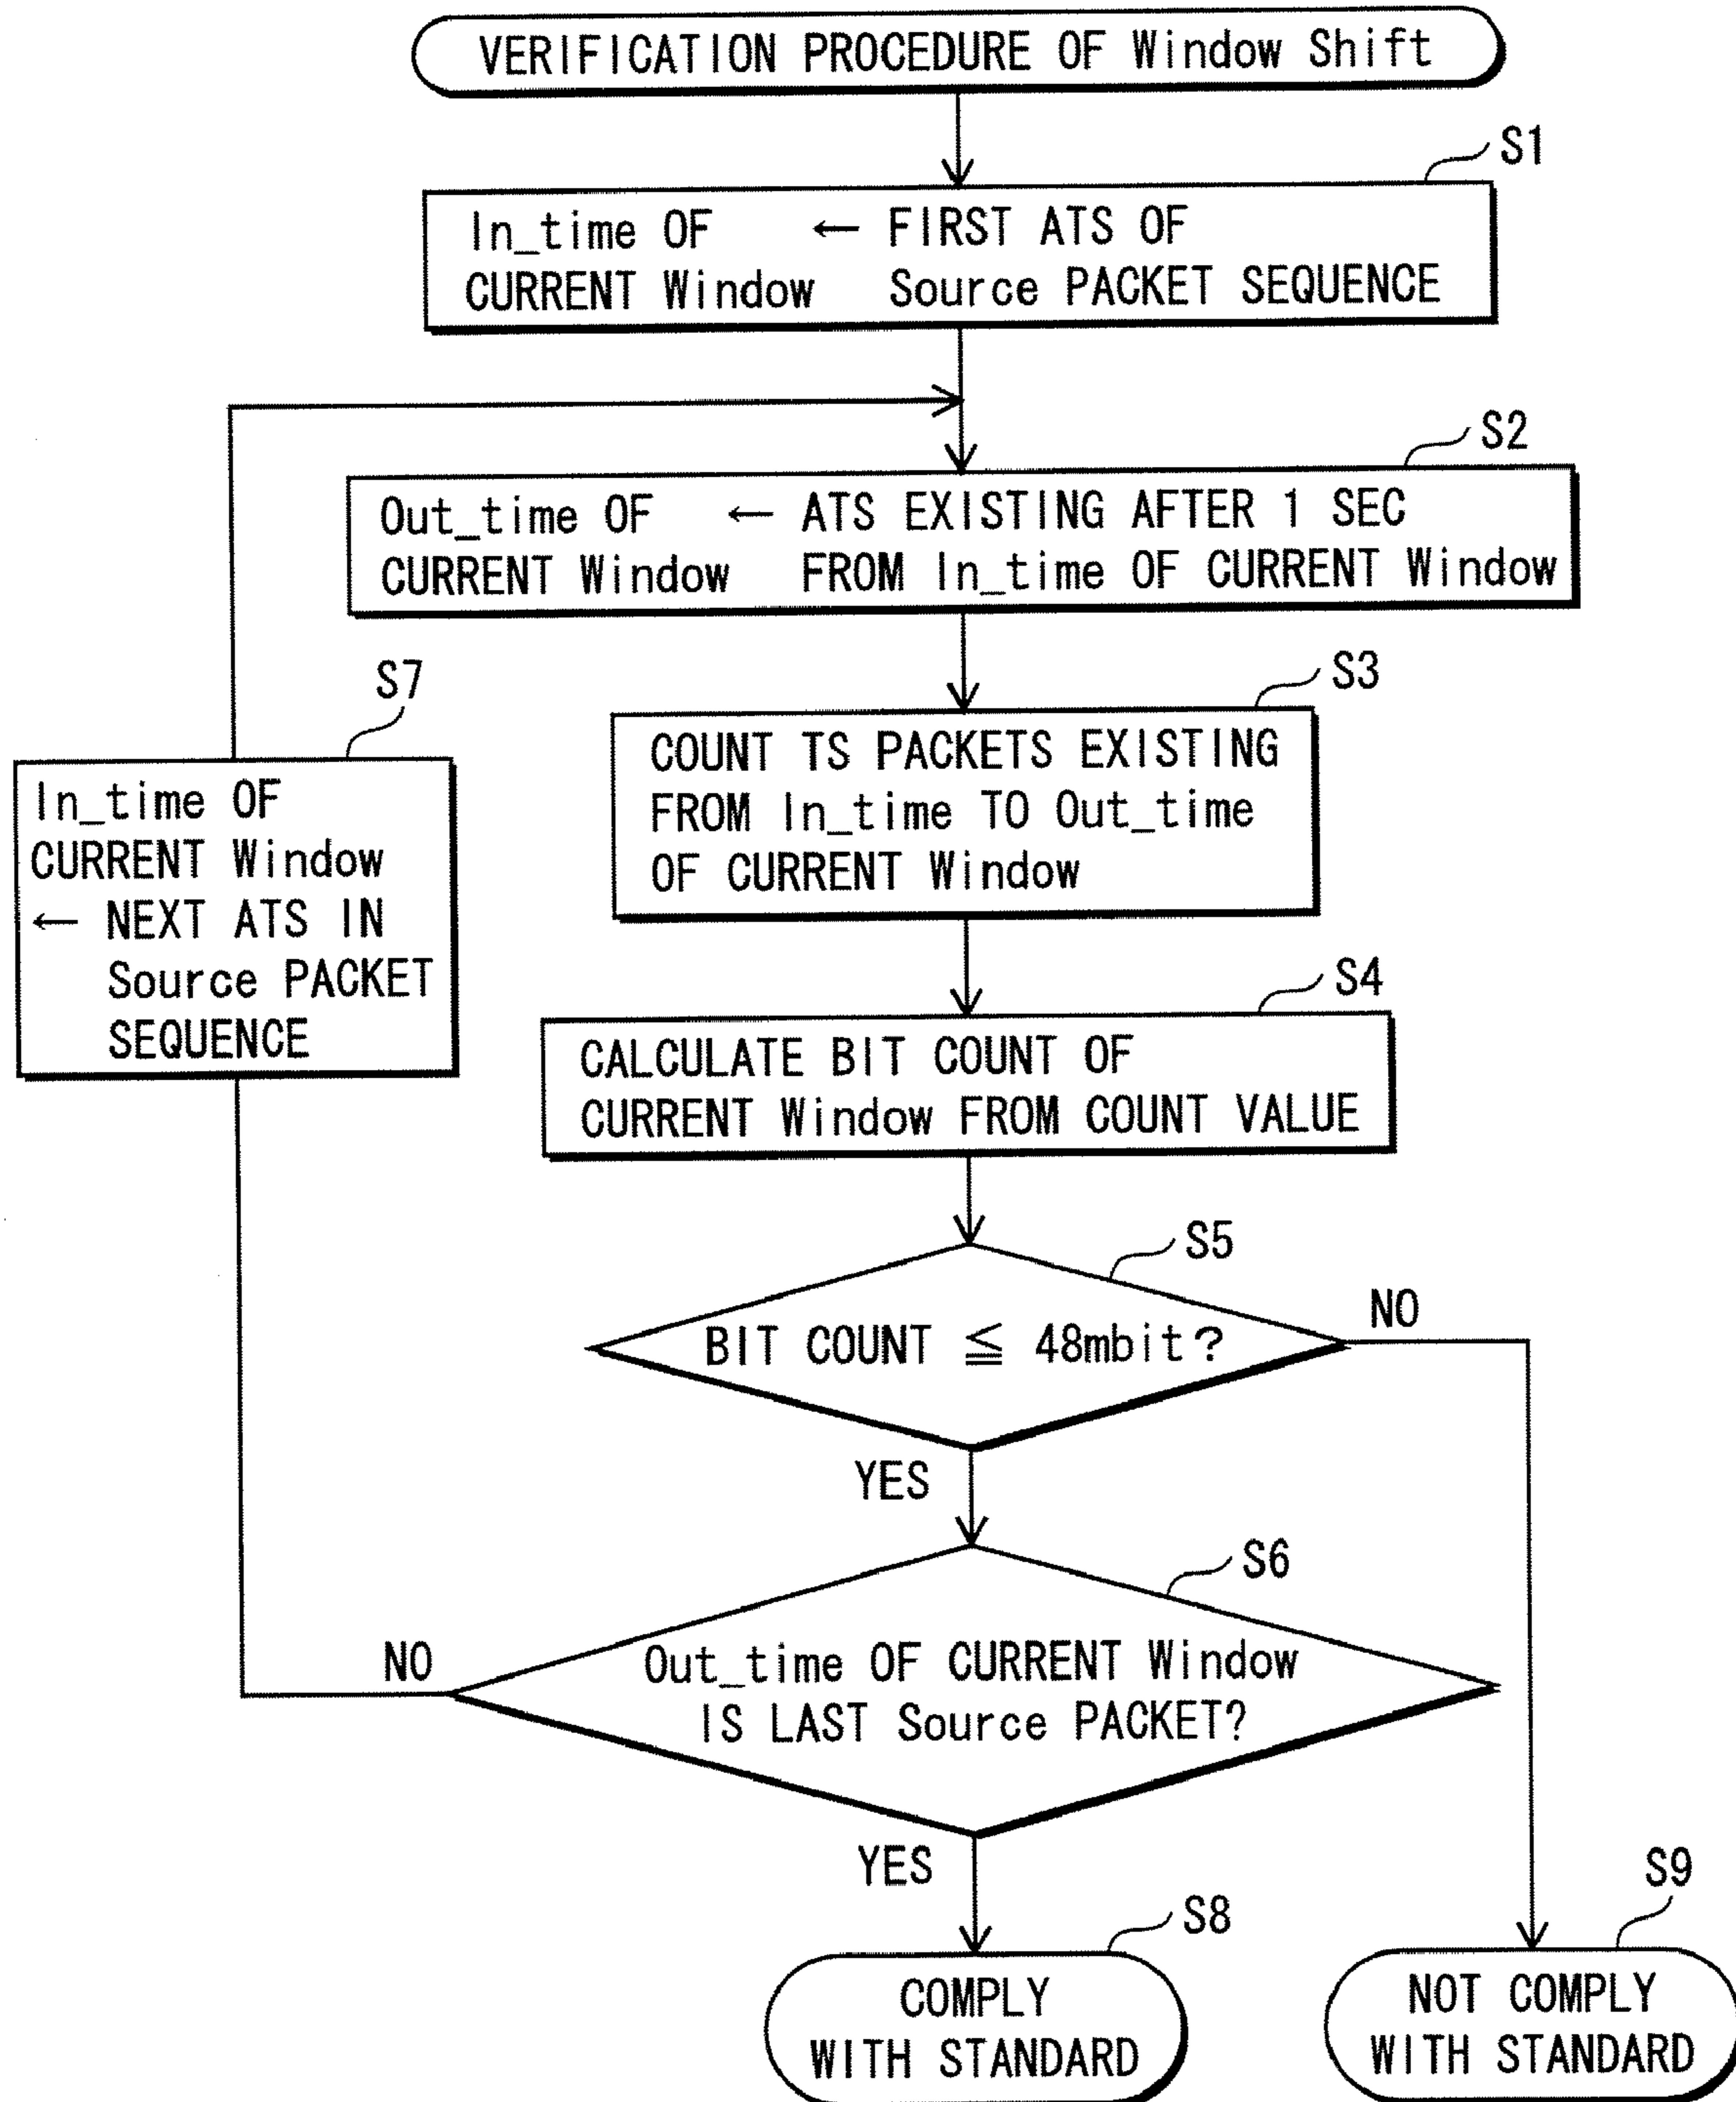 VERIFICATION PROCEDURE OF Window Shift
S1
In_time OF ← FIRST ATS OF
CURRENT Window Source PACKET SEQUENCE
S2
Out_time OF ← ATS EXISTING AFTER 1 SEC
CURRENT Window FROM In_time OF CURRENT Window
S3
COUNT TS PACKETS EXISTING
FROM In_time TO Out_time
OF CURRENT Window
S7
In_time OF
CURRENT Window
← NEXT ATS IN
Source PACKET
SEQUENCE
S4
CALCULATE BIT COUNT OF
CURRENT Window FROM COUNT VALUE
S5
BIT COUNT ≦ 48mbit?
NO
YES
S6
Out_time OF CURRENT Window
IS LAST Source PACKET?
NO
YES
S8
COMPLY
WITH STANDARD
S9
NOT COMPLY
WITH STANDARD